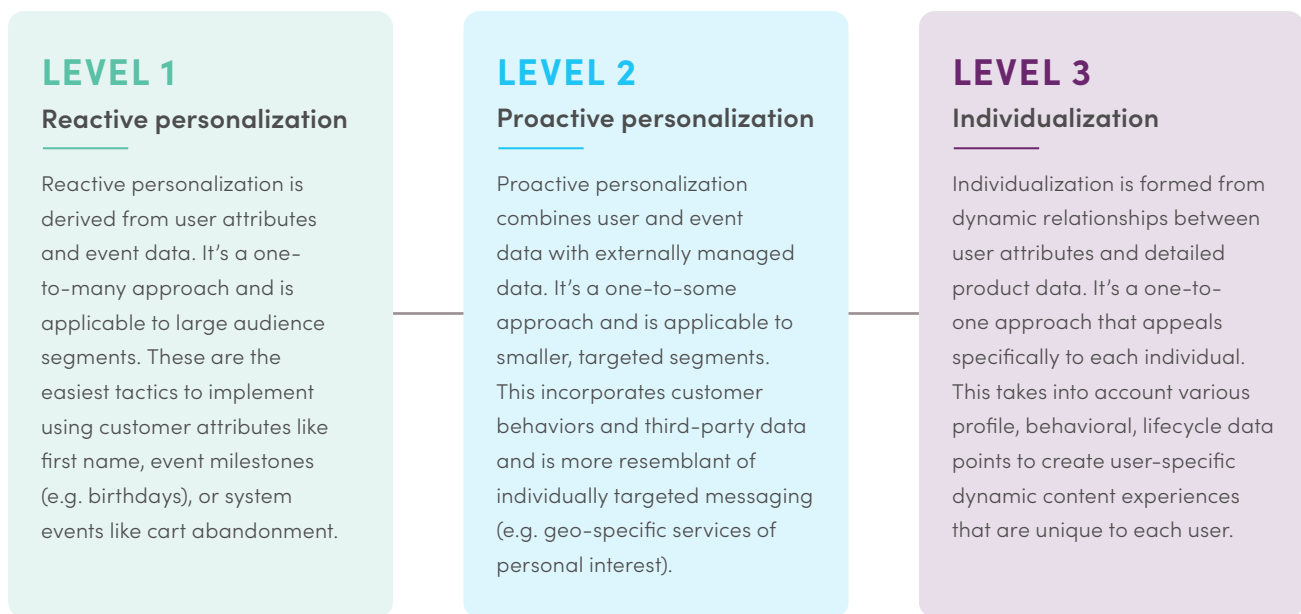 LEVEL 1
Reactive personalization
Reactive personalization is
derived from user attributes
and event data. It’s a one-
to-many approach and is
applicable to large audience
segments. These are the
easiest tactics to implement
using customer attributes like
first name, event milestones
(e.g. birthdays), or system
events like cart abandonment.
LEVEL 2
Proactive personalization
Proactive personalization
combines user and event
data with externally managed
data. It’s a one-to-some
approach and is applicable to
smaller, targeted segments.
This incorporates customer
behaviors and third-party data
and is more resemblant of
individually targeted messaging
(e.g. geo-specific services of
personal interest).
LEVEL 3
Individualization
Individualization is formed from
dynamic relationships between
user attributes and detailed
product data. It’s a one-to-
one approach that appeals
specifically to each individual.
This takes into account various
profile, behavioral, lifecycle data
points to create user-specific
dynamic content experiences
that are unique to each user.